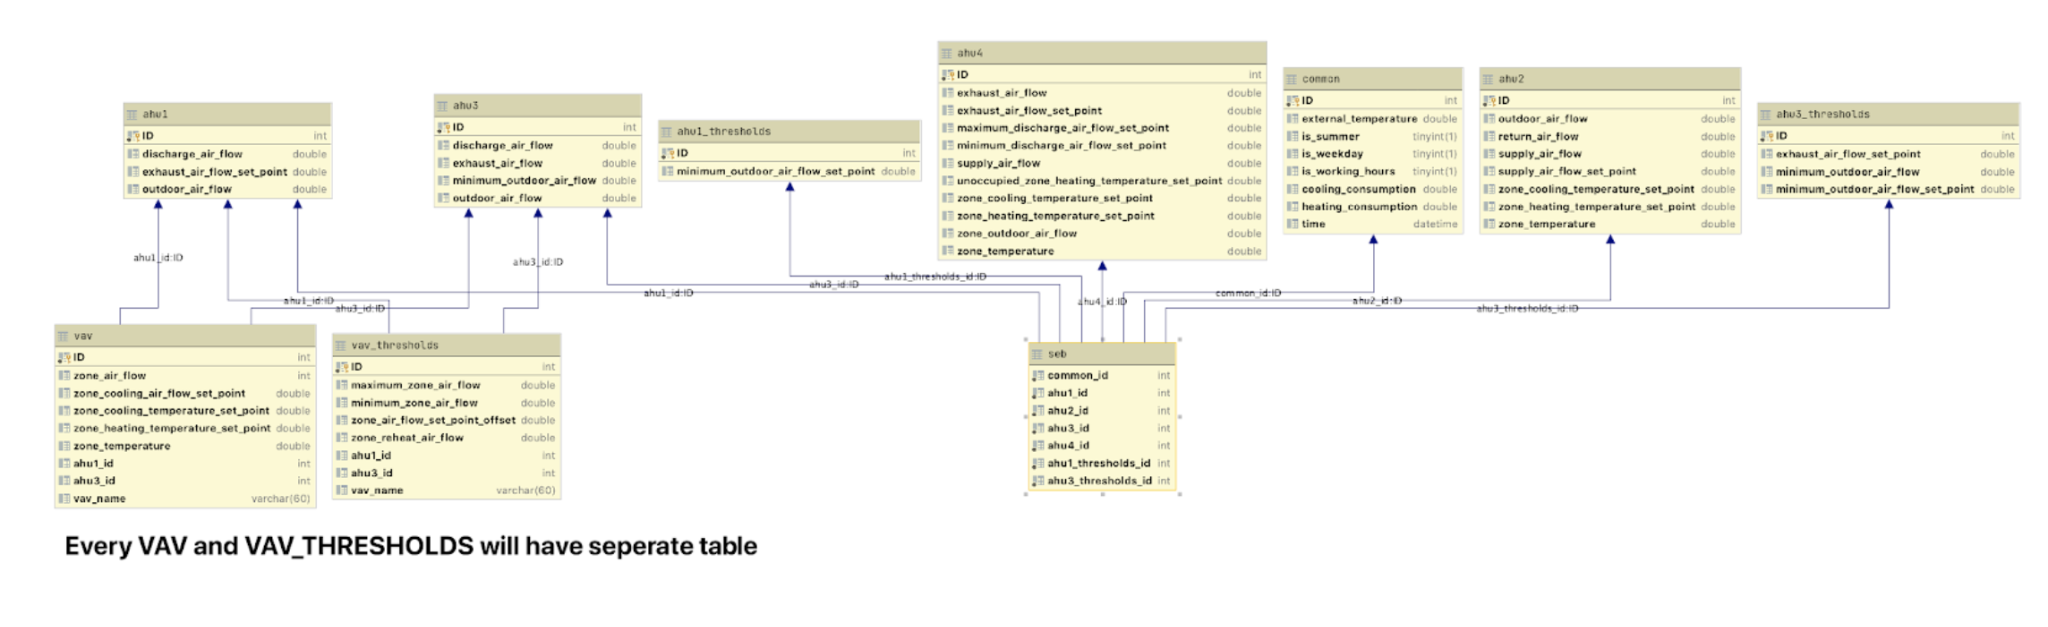 ahu1
ID int
discharge_air_flow double
exhaust_air_flow_set_point double
outdoor_air_flow double
ahu3
ID int
discharge_air_flow double
exhaust_air_flow double
minimum_outdoor_air_flow double
outdoor_air_flow double
ahu1_thresholds
ID int
minimum_outdoor_air_flow_set_point double
ahu4
ID int
exhaust_air_flow double
exhaust_air_flow_set_point double
maximum_discharge_air_flow_set_point double
minimum_discharge_air_flow_set_point double
supply_air_flow double
unoccupied_zone_heating_temperature_set_point double
zone_cooling_temperature_set_point double
zone_heating_temperature_set_point double
zone_outdoor_air_flow double
zone_temperature double
common
ID int
external_temperature double
is_summer tinyint(1)
is_weekday tinyint(1)
is_working_hours tinyint(1)
cooling_consumption double
heating_consumption double
time datetime
ahu2
ID int
outdoor_air_flow double
return_air_flow double
supply_air_flow double
supply_air_flow_set_point double
zone_cooling_temperature_set_point double
zone_heating_temperature_set_point double
zone_temperature double
ahu3_thresholds
ID int
exhaust_air_flow_set_point double
minimum_outdoor_air_flow double
minimum_outdoor_air_flow_set_point double
ahu1_id:ID
ahu3_id:ID
ahu1_thresholds_id:ID
ahu3_id:ID
ahu1_id:ID
ahu1_id:ID
ahu3_id:ID
ahu4_id:ID
common_id:ID
ahu2_id:ID
ahu3_thresholds_id:ID
vav
ID int
zone_air_flow int
zone_cooling_air_flow_set_point double
zone_cooling_temperature_set_point double
zone_heating_temperature_set_point double
zone_temperature double
ahu1_id int
ahu3_id int
vav_name varchar(60)
vav_thresholds
ID int
maximum_zone_air_flow double
minimum_zone_air_flow double
zone_air_flow_set_point_offset double
zone_reheat_air_flow double
ahu1_id int
ahu3_id int
vav_name varchar(60)
seb
common_id int
ahu1_id int
ahu2_id int
ahu3_id int
ahu4_id int
ahu1_thresholds_id int
ahu3_thresholds_id int
Every VAV and VAV_THRESHOLDS will have seperate table